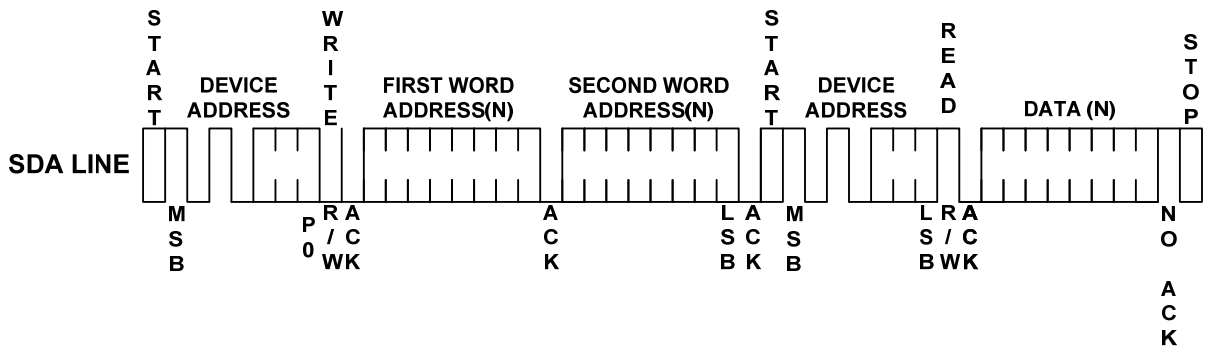 START
WRITE
START
READ
STOP
DEVICE
ADDRESS
FIRST WORD
ADDRESS(N)
SECOND WORD
ADDRESS(N)
DEVICE
ADDRESS
DATA (N)
SDA LINE
MSB
P0
R/W
ACK
ACK
LSB
ACK
MSB
LSB
R/W
ACK
NO ACK